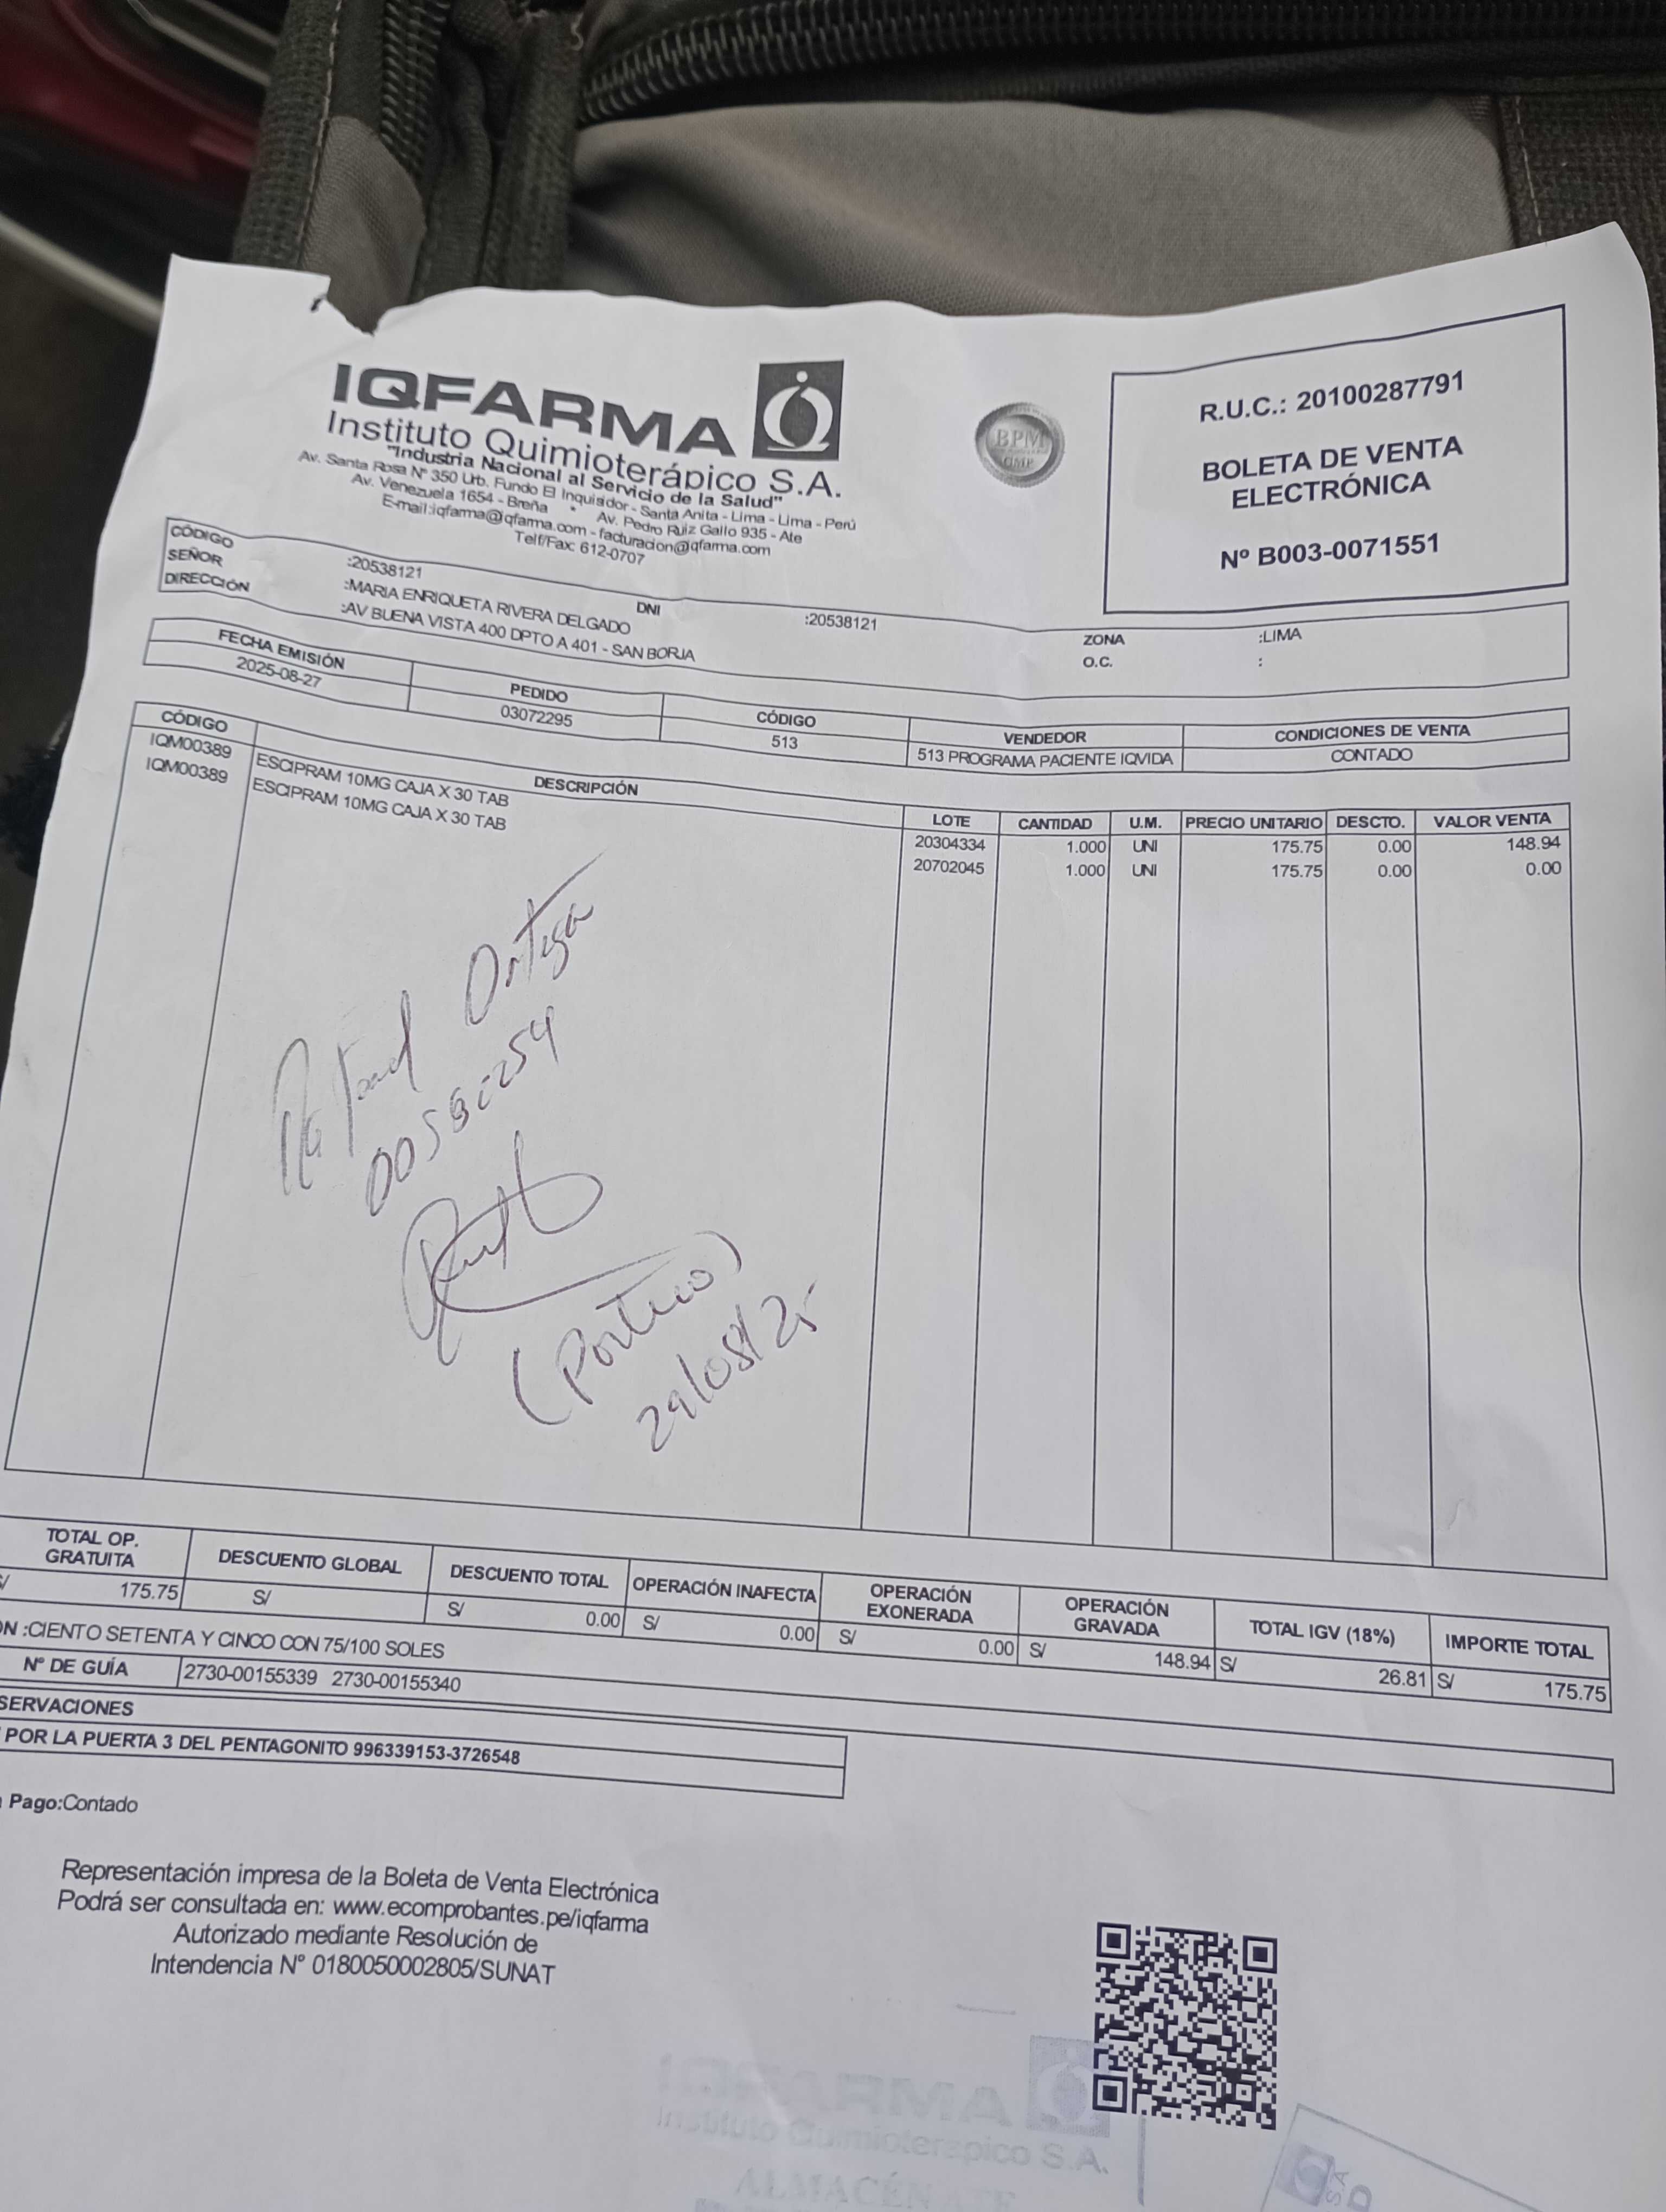 IQFARMA
Instituto Quimioterápico S.A.
"Industria Nacional al Servicio de la Salud"
Av. Santa Rosa Nº 350 Urb. Fundo El Inquisidor - Santa Anita - Lima - Lima - Perú
Av. Venezuela 1654 - Breña * Av. Pedro Ruiz Gallo 935 - Ate
E-mail:iqfarma@iqfarma.com - facturacion@iqfarma.com
Telf/Fax: 612-0707
BPM
GMP
R.U.C.: 20100287791
BOLETA DE VENTA
ELECTRÓNICA
Nº B003-0071551
CÓDIGO :20538121 DNI :20538121
SEÑOR :MARIA ENRIQUETA RIVERA DELGADO ZONA :LIMA
DIRECCIÓN :AV BUENA VISTA 400 DPTO A 401 - SAN BORJA O.C. :
FECHA EMISIÓN PEDIDO CÓDIGO VENDEDOR CONDICIONES DE VENTA
2025-08-27 03072295 513 513 PROGRAMA PACIENTE IQVIDA CONTADO
CÓDIGO DESCRIPCIÓN LOTE CANTIDAD U.M. PRECIO UNITARIO DESCTO. VALOR VENTA
IQM00389 ESCIPRAM 10MG CAJA X 30 TAB 20304334 1.000 UNI 175.75 0.00 148.94
IQM00389 ESCIPRAM 10MG CAJA X 30 TAB 20702045 1.000 UNI 175.75 0.00 0.00
Rafael Ortega
(Portero)
29/08/25
TOTAL OP. GRATUITA DESCUENTO GLOBAL DESCUENTO TOTAL OPERACIÓN INAFECTA OPERACIÓN EXONERADA OPERACIÓN GRAVADA TOTAL IGV (18%) IMPORTE TOTAL
S/ 175.75 S/ S/ 0.00 S/ 0.00 S/ 0.00 S/ 148.94 S/ 26.81 S/ 175.75
ON :CIENTO SETENTA Y CINCO CON 75/100 SOLES
Nº DE GUÍA 2730-00155339 2730-00155340
SERVACIONES
POR LA PUERTA 3 DEL PENTAGONITO 996339153-3726548
Pago:Contado
Representación impresa de la Boleta de Venta Electrónica
Podrá ser consultada en: www.ecomprobantes.pe/iqfarma
Autorizado mediante Resolución de
Intendencia N° 0180050002805/SUNAT
IQFARMA
Instituto Quimioterapico S.A.
ALMACÉN ATE